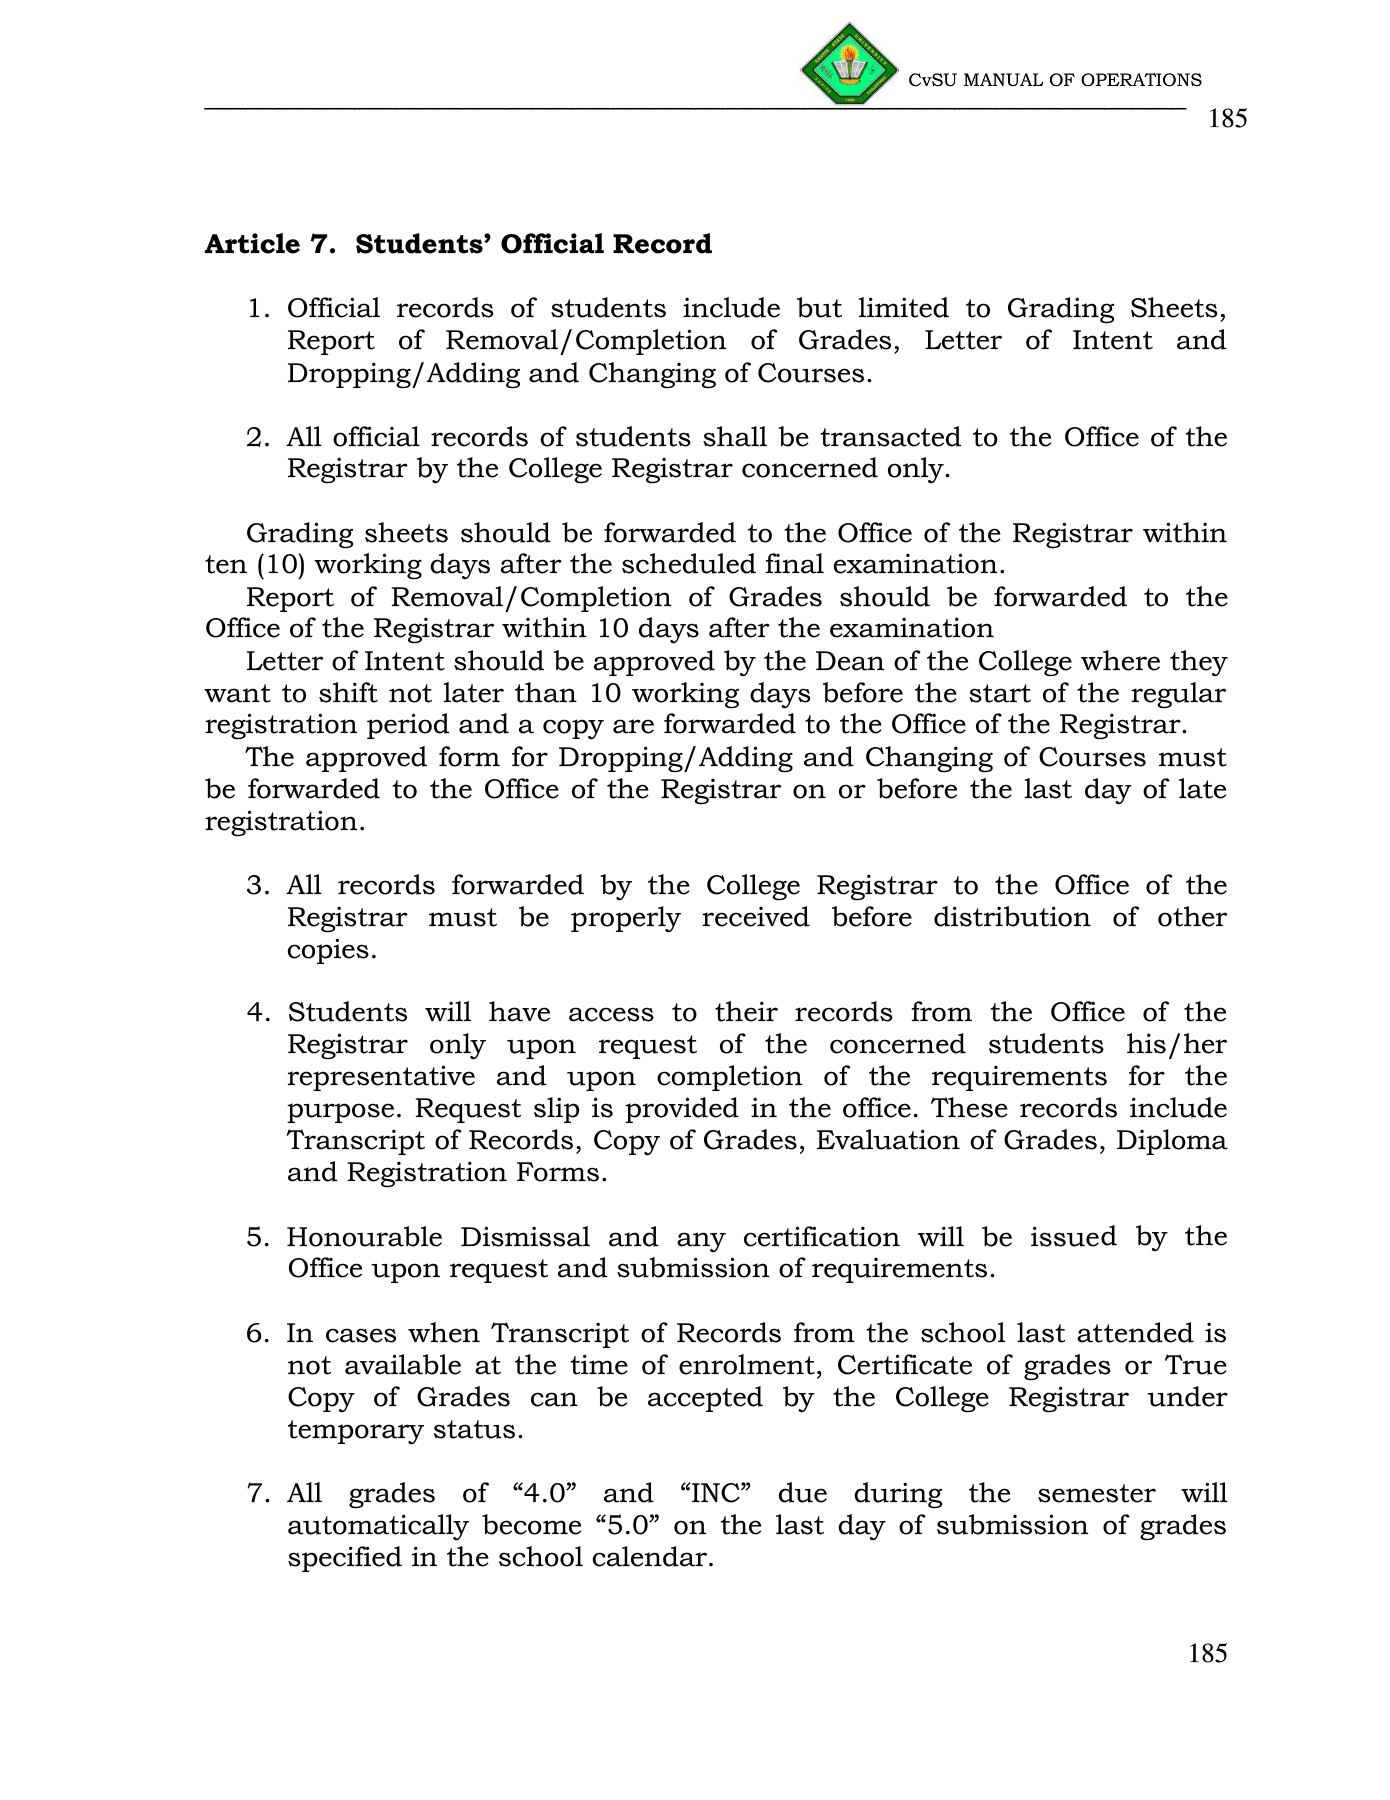 CvSU MANUAL OF OPERATIONS
185
Article 7. Students’ Official Record
1. Official records of students include but limited to Grading Sheets,
Report of Removal/Completion of Grades, Letter of Intent and
Dropping/Adding and Changing of Courses.
2. All official records of students shall be transacted to the Office of the
Registrar by the College Registrar concerned only.
Grading sheets should be forwarded to the Office of the Registrar within
ten (10) working days after the scheduled final examination.
Report of Removal/Completion of Grades should be forwarded to the
Office of the Registrar within 10 days after the examination
Letter of Intent should be approved by the Dean of the College where they
want to shift not later than 10 working days before the start of the regular
registration period and a copy are forwarded to the Office of the Registrar.
The approved form for Dropping/Adding and Changing of Courses must
be forwarded to the Office of the Registrar on or before the last day of late
registration.
3. All records forwarded by the College Registrar to the Office of the
Registrar must be properly received before distribution of other
copies.
4. Students will have access to their records from the Office of the
Registrar only upon request of the concerned students his/her
representative and upon completion of the requirements for the
purpose. Request slip is provided in the office. These records include
Transcript of Records, Copy of Grades, Evaluation of Grades, Diploma
and Registration Forms.
5. Honourable Dismissal and any certification will be issued by the
Office upon request and submission of requirements.
6. In cases when Transcript of Records from the school last attended is
not available at the time of enrolment, Certificate of grades or True
Copy of Grades can be accepted by the College Registrar under
temporary status.
7. All grades of “4.0” and “INC” due during the semester will
automatically become “5.0” on the last day of submission of grades
specified in the school calendar.
185